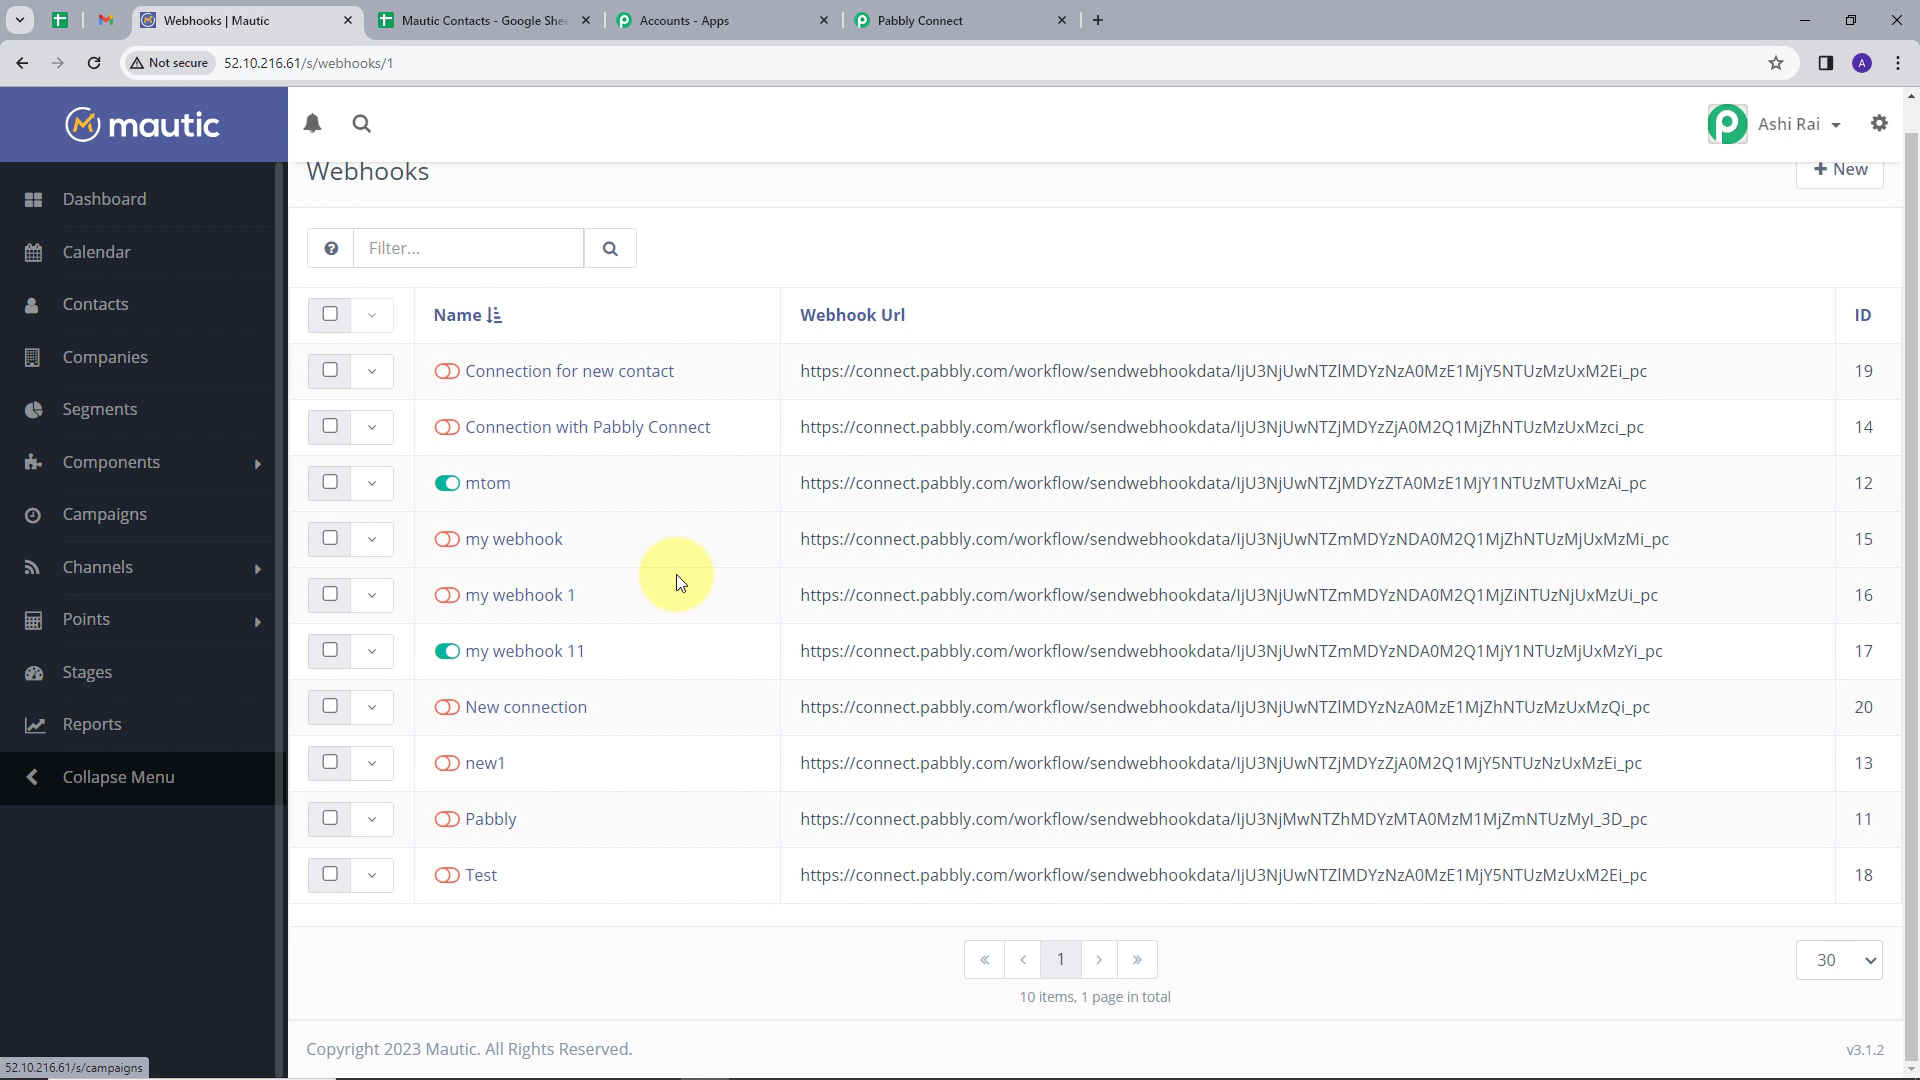 Webhooks | Mautic
Mautic Contacts - Google Shee
Accounts - Apps
Pabbly Connect
Not secure
52.10.216.61/s/webhooks/1
A
mautic
Ashi Rai
Dashboard
Calendar
Contacts
Companies
Segments
Components
Campaigns
Channels
Points
Stages
Reports
Collapse Menu
Webhooks
+ New
Filter...
Name Webhook Url ID
Connection for new contact https://connect.pabbly.com/workflow/sendwebhookdata/IjU3NjUwNTZlMDYzNzA0MzE1MjY5NTUzMzUxM2Ei_pc 19
Connection with Pabbly Connect https://connect.pabbly.com/workflow/sendwebhookdata/IjU3NjUwNTZjMDYzZjA0M2Q1MjZhNTUzMzUxMzci_pc 14
mtom https://connect.pabbly.com/workflow/sendwebhookdata/IjU3NjUwNTZjMDYzZTA0MzE1MjY1NTUzMTUxMzAi_pc 12
my webhook https://connect.pabbly.com/workflow/sendwebhookdata/IjU3NjUwNTZmMDYzNDA0M2Q1MjZhNTUzMjUxMzMi_pc 15
my webhook 1 https://connect.pabbly.com/workflow/sendwebhookdata/IjU3NjUwNTZmMDYzNDA0M2Q1MjZiNTUzNjUxMzUi_pc 16
my webhook 11 https://connect.pabbly.com/workflow/sendwebhookdata/IjU3NjUwNTZmMDYzNDA0M2Q1MjY1NTUzMjUxMzYi_pc 17
New connection https://connect.pabbly.com/workflow/sendwebhookdata/IjU3NjUwNTZlMDYzNzA0MzE1MjZhNTUzMzUxMzQi_pc 20
new1 https://connect.pabbly.com/workflow/sendwebhookdata/IjU3NjUwNTZjMDYzZjA0M2Q1MjY5NTUzNzUxMzEi_pc 13
Pabbly https://connect.pabbly.com/workflow/sendwebhookdata/IjU3NjMwNTZhMDYzMTA0MzM1MjZmNTUzMyI_3D_pc 11
Test https://connect.pabbly.com/workflow/sendwebhookdata/IjU3NjUwNTZlMDYzNzA0MzE1MjY5NTUzMzUxM2Ei_pc 18
« ‹ 1 › »
30
10 items, 1 page in total
Copyright 2023 Mautic. All Rights Reserved.
v3.1.2
52.10.216.61/s/campaigns